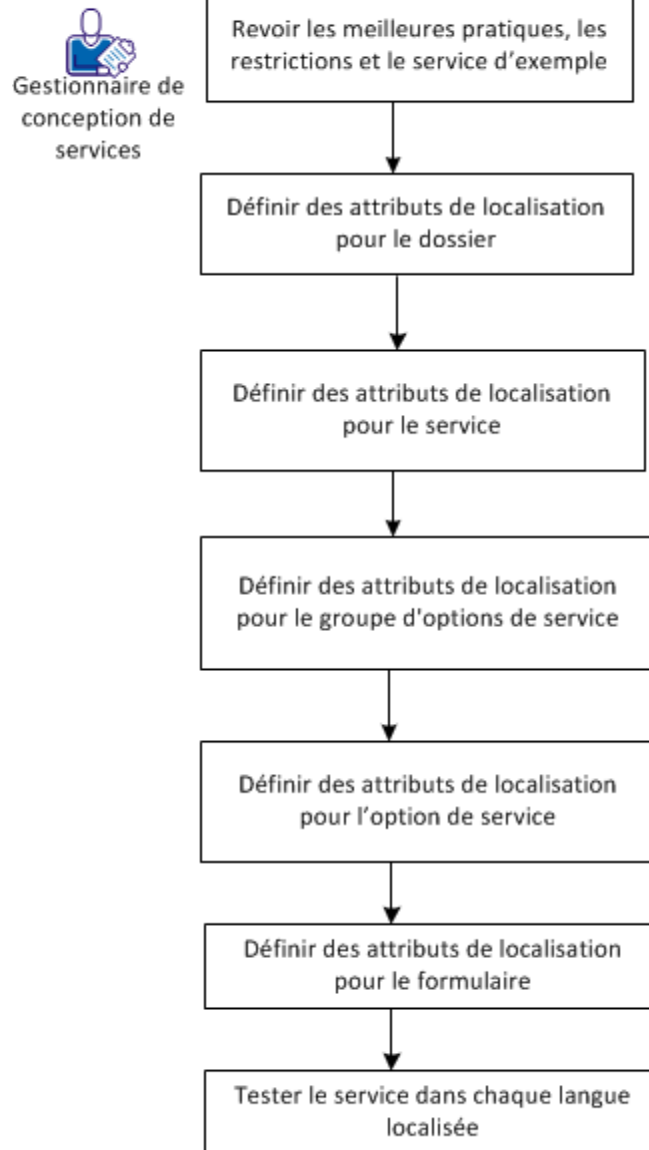 Gestionnaire de
conception de
services
Revoir les meilleures pratiques, les
restrictions et le service d’exemple
Définir des attributs de localisation
pour le dossier
Définir des attributs de localisation
pour le service
Définir des attributs de localisation
pour le groupe d'options de service
Définir des attributs de localisation
pour l’option de service
Définir des attributs de localisation
pour le formulaire
Tester le service dans chaque langue
localisée